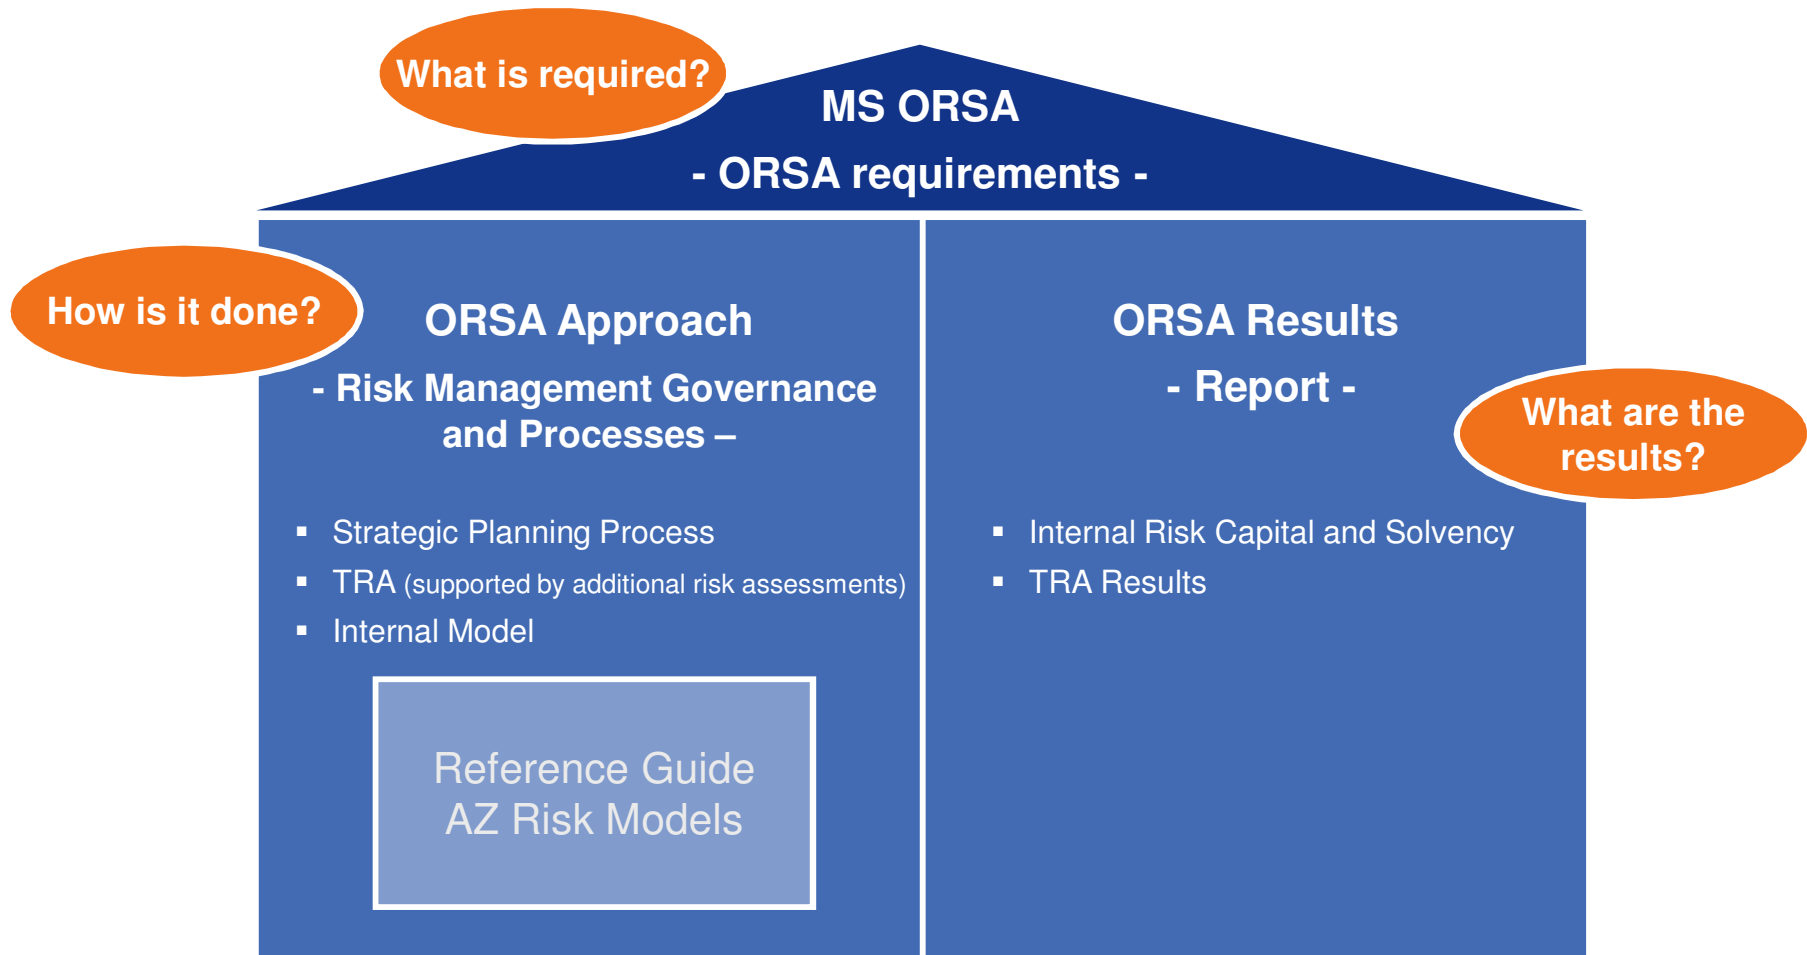 What is required?
MS ORSA
- ORSA requirements -
How is it done?
ORSA Approach
- Risk Management Governance
and Processes –
▪ Strategic Planning Process
▪ TRA (supported by additional risk assessments)
▪ Internal Model
Reference Guide
AZ Risk Models
ORSA Results
- Report -
What are the
results?
▪ Internal Risk Capital and Solvency
▪ TRA Results